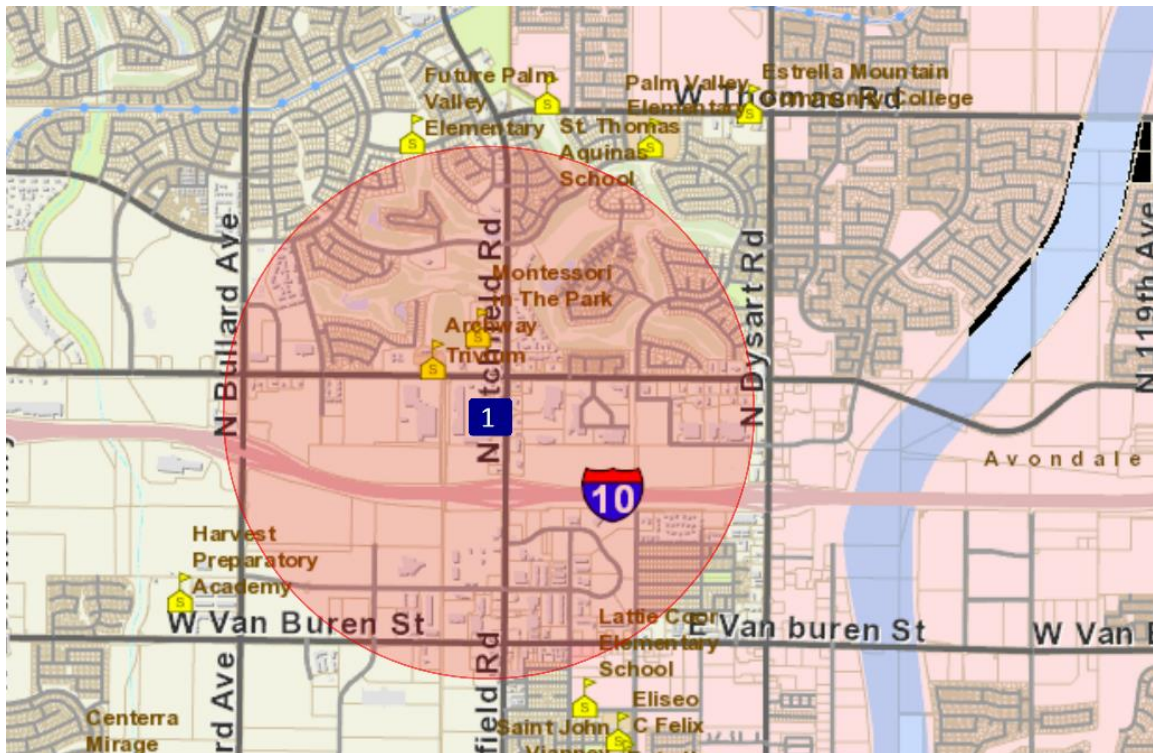 Future Palm
Valley
Elementary
Palm Valley
Elementary
Estrella Mountain
Community College
W Thomas Rd
St. Thomas
Aquinas
School
N Bullard Ave
N Litchfield Rd
N Dysart Rd
N 119th Ave
Montessori
In The Park
Archway
Trivium
1
10
Avondale
Harvest
Preparatory
Academy
W Van Buren St
Lattie Coor
Elementary
School
E Van buren St
W Van B
rd Ave
field Rd
Eliseo
C Felix
Saint John
Vianney
Centerra
Mirage
S
S
S
S
S
S
S
S
S